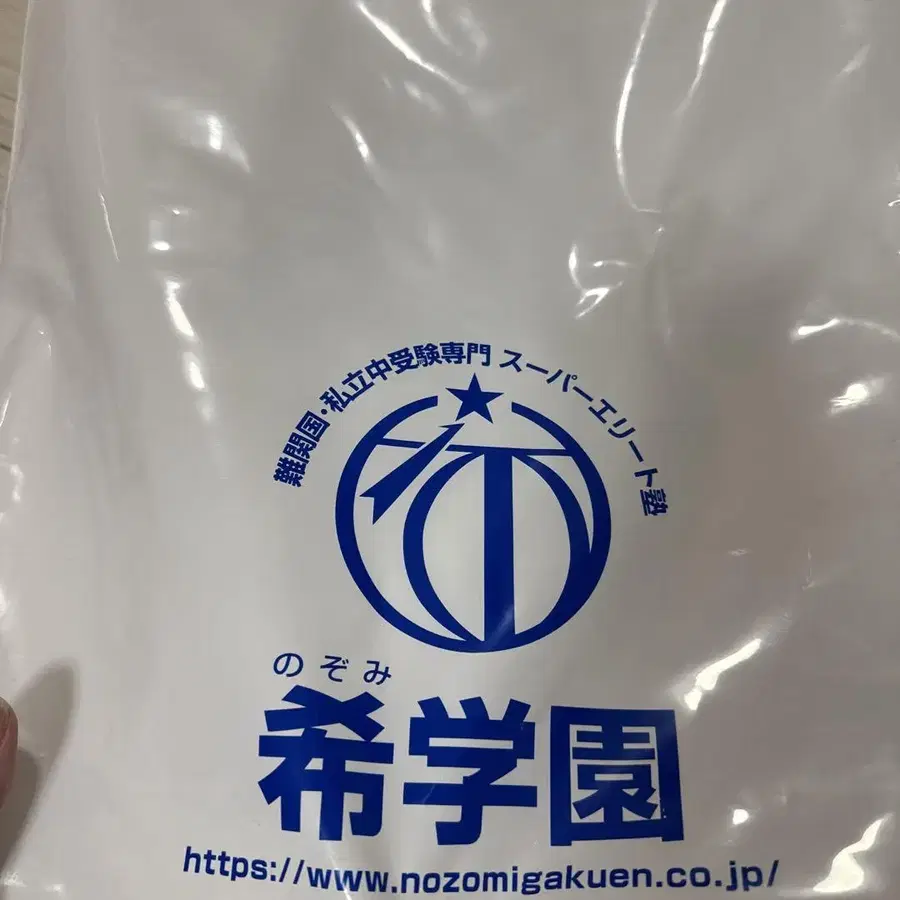 難関国・私立中受験専門 スーパーエリート塾
のぞみ
希学園
https://www.nozomigakuen.co.jp/